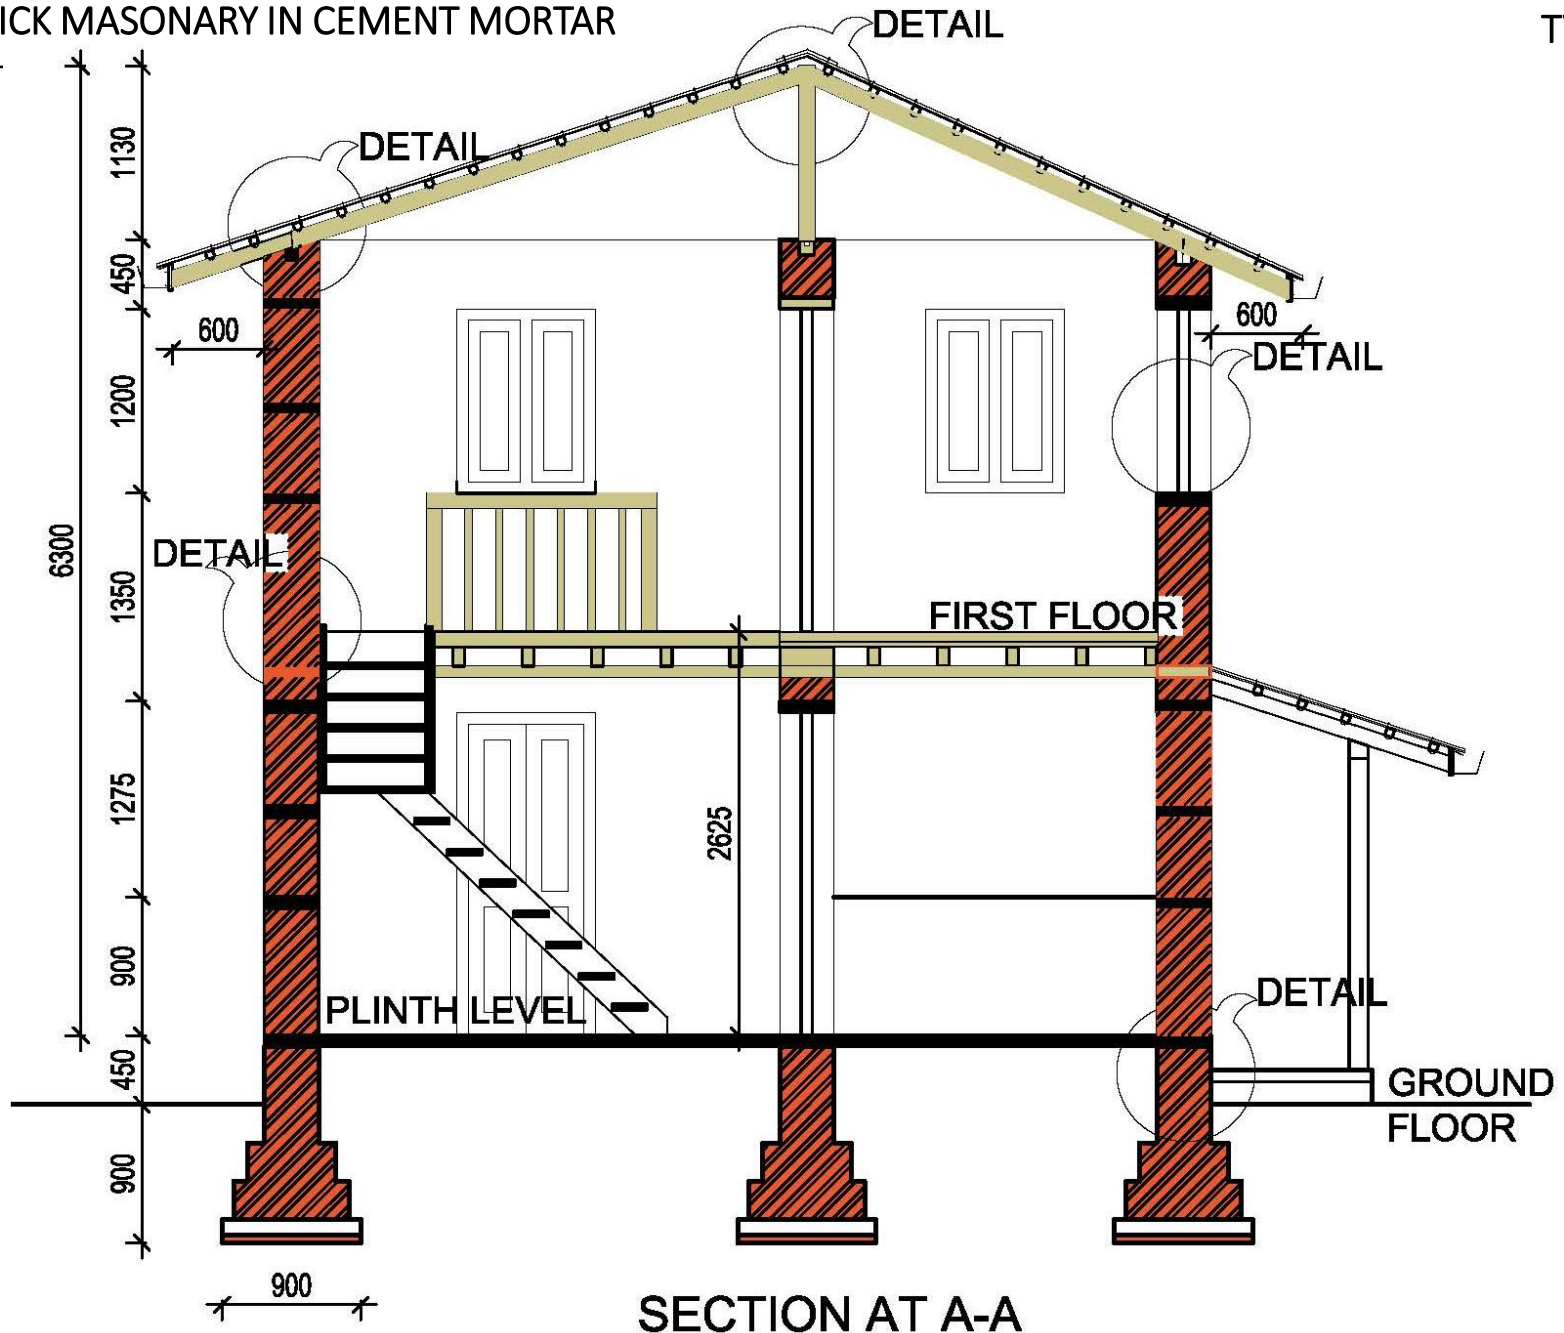 ICK MASONARY IN CEMENT MORTAR
DETAIL
DETAIL
1130
450
600
600
DETAIL
1200
6300
DETAIL
1350
FIRST FLOOR
1275
2625
900
PLINTH LEVEL
DETAIL
450
GROUND
FLOOR
900
900
SECTION AT A-A